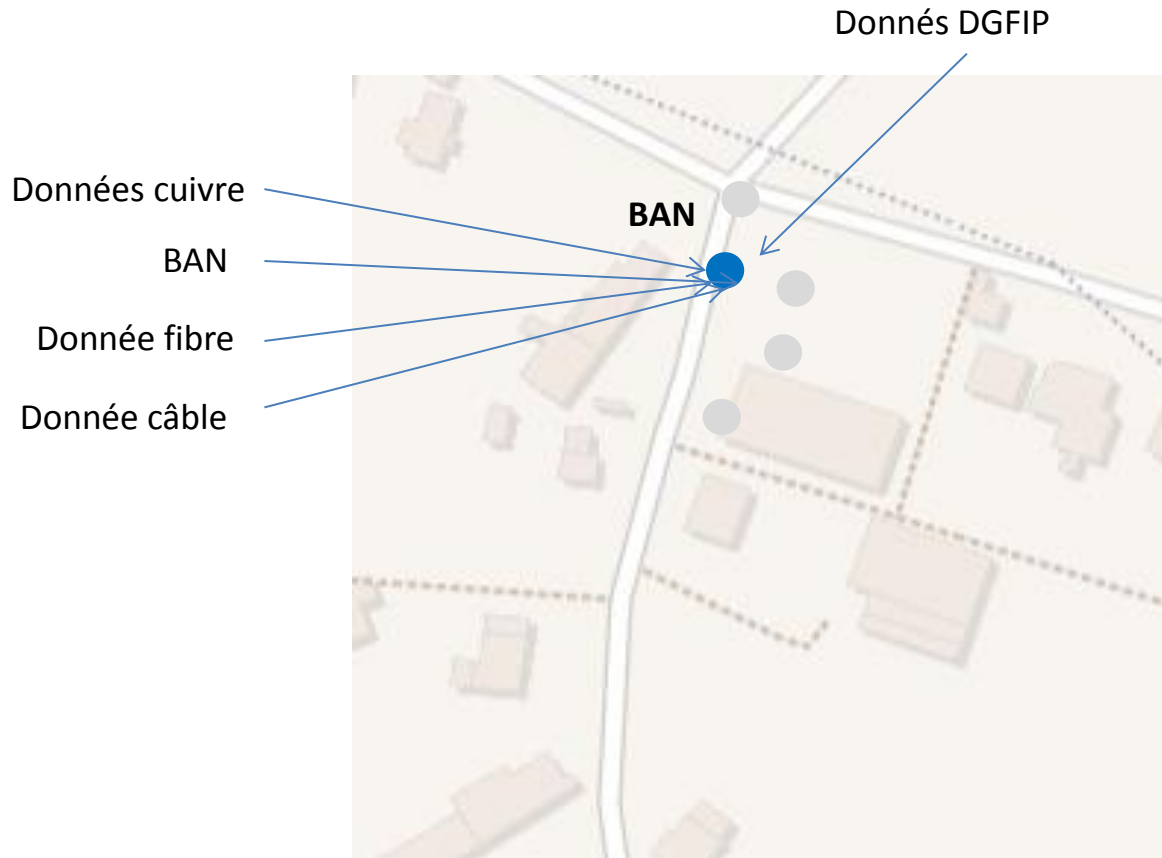 Donnés DGFIP
Données cuivre
BAN
BAN
Donnée fibre
Donnée câble